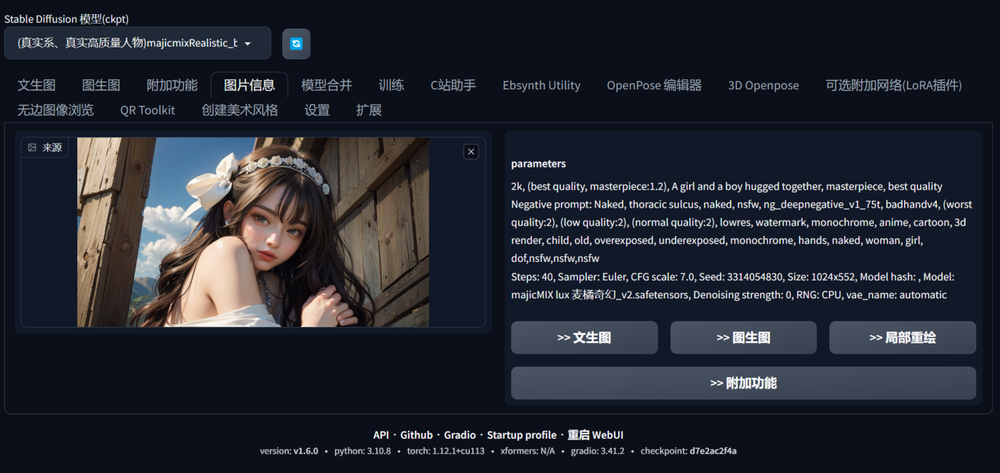 Stable Diffusion 模型(ckpt)
(真实系、真实高质量人物)majicmixRealistic_t
文生图 图生图 附加功能 图片信息 模型合并 训练 C站助手 Ebsynth Utility OpenPose 编辑器 3D Openpose 可选附加网络(LoRA插件)
无边图像浏览 QR Toolkit 创建美术风格 设置 扩展
来源
parameters
2k, (best quality, masterpiece:1.2), A girl and a boy hugged together, masterpiece, best quality
Negative prompt: Naked, thoracic sulcus, naked, nsfw, ng_deepnegative_v1_75t, badhandv4, (worst
quality:2), (low quality:2), (normal quality:2), lowres, watermark, monochrome, anime, cartoon, 3d
render, child, old, overexposed, underexposed, monochrome, hands, naked, woman, girl,
dof,nsfw,nsfw,nsfw
Steps: 40, Sampler: Euler, CFG scale: 7.0, Seed: 3314054830, Size: 1024x552, Model hash: , Model:
majicMIX lux 麦橘奇幻_v2.safetensors, Denoising strength: 0, RNG: CPU, vae_name: automatic
>> 文生图 >> 图生图 >> 局部重绘
>> 附加功能
API · Github · Gradio · Startup profile · 重启 WebUI
version: v1.6.0 • python: 3.10.8 • torch: 1.12.1+cu113 • xformers: N/A • gradio: 3.41.2 • checkpoint: d7e2ac2f4a